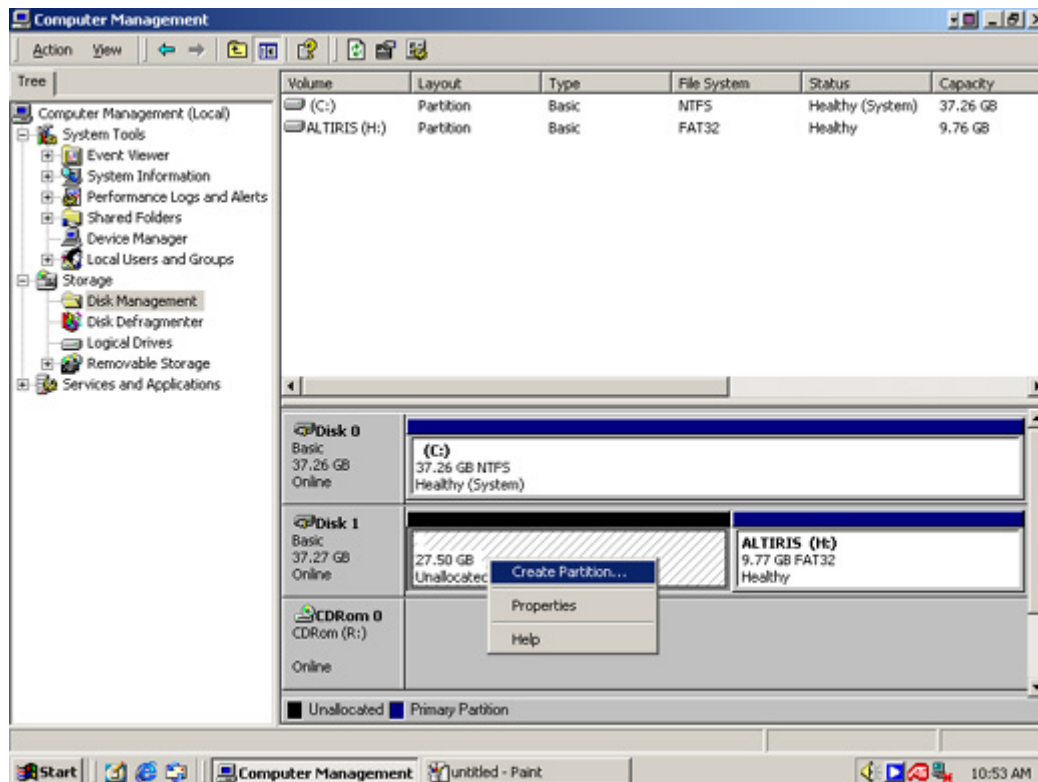 Computer Management
Action View
Tree
Computer Management (Local)
System Tools
Event Viewer
System Information
Performance Logs and Alerts
Shared Folders
Device Manager
Local Users and Groups
Storage
Disk Management
Disk Defragmenter
Logical Drives
Removable Storage
Services and Applications
Volume Layout Type File System Status Capacity
(C:) Partition Basic NTFS Healthy (System) 37.26 GB
ALTIRIS (H:) Partition Basic FAT32 Healthy 9.76 GB
Disk 0
Basic
37.26 GB
Online
(C:)
37.26 GB NTFS
Healthy (System)
Disk 1
Basic
37.27 GB
Online
27.50 GB
Unallocated
ALTIRIS (H:)
9.77 GB FAT32
Healthy
Create Partition...
Properties
Help
CDRom 0
CDRom (R:)
Online
Unallocated Primary Partition
Start Computer Management untitled - Paint 10:53 AM